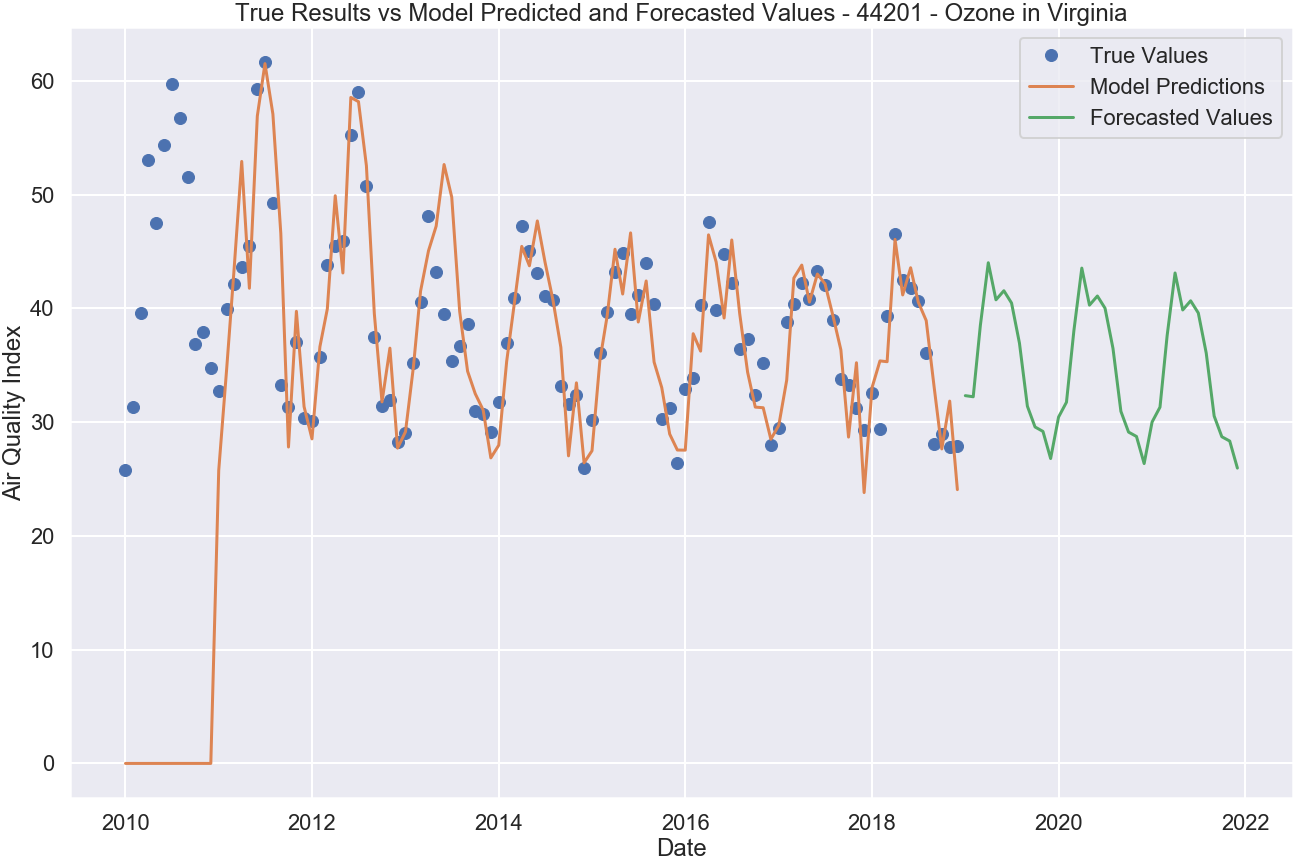 True Results vs Model Predicted and Forecasted Values - 44201 - Ozone in Virginia
True Values
Model Predictions
Forecasted Values
Air Quality Index
60
50
40
30
20
10
0
2010 2012 2014 2016 2018 2020 2022
Date